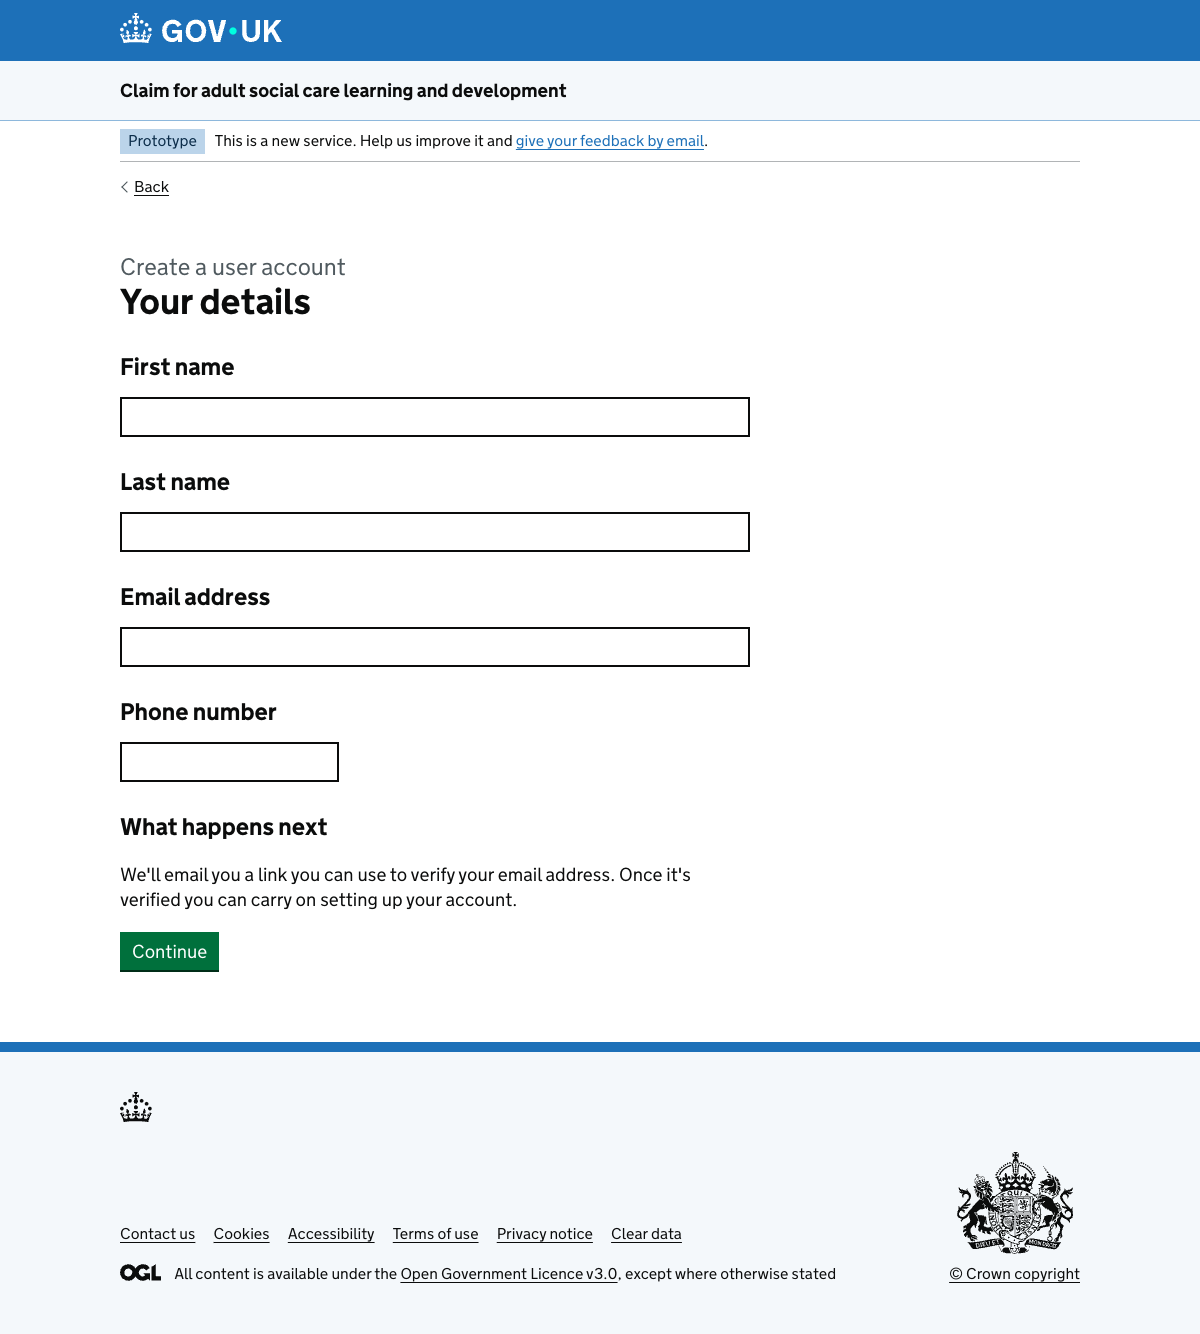 GOV·UK
Claim for adult social care learning and development
Prototype This is a new service. Help us improve it and give your feedback by email.
Back
Create a user account
Your details
First name
Last name
Email address
Phone number
What happens next
We'll email you a link you can use to verify your email address. Once it's
verified you can carry on setting up your account.
Continue
Contact us Cookies Accessibility Terms of use Privacy notice Clear data
OGL All content is available under the Open Government Licence v3.0, except where otherwise stated
© Crown copyright